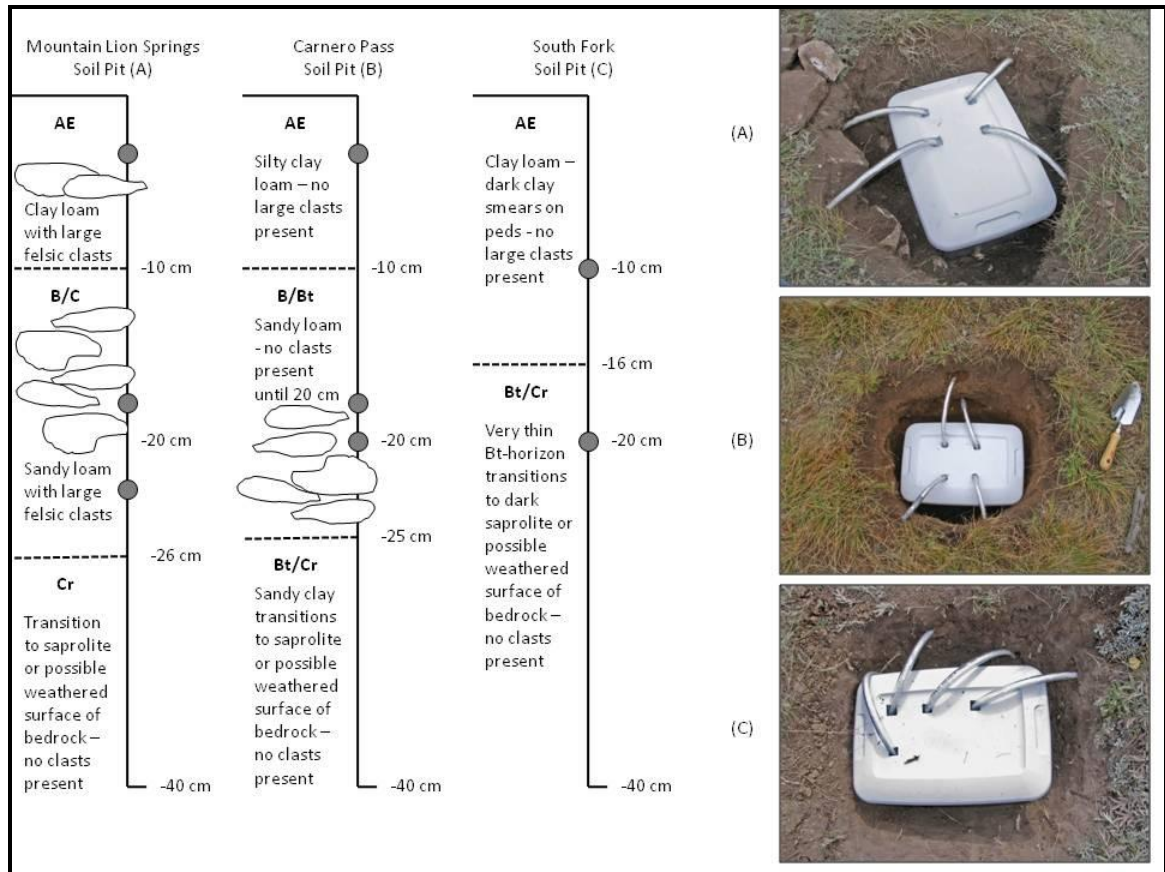 Mountain Lion Springs
Soil Pit (A)
AE
Clay loam
with large
felsic clasts
-10 cm
B/C
-20 cm
Sandy loam
with large
felsic clasts
-26 cm
Cr
Transition
to saprolite
or possible
weathered
surface of
bedrock –
no clasts
present
-40 cm
Carnero Pass
Soil Pit (B)
AE
Silty clay
loam – no
large clasts
present
-10 cm
B/Bt
Sandy loam
- no clasts
present
until 20 cm
-20 cm
-25 cm
Bt/Cr
Sandy clay
transitions
to saprolite
or possible
weathered
surface of
bedrock –
no clasts
present
-40 cm
South Fork
Soil Pit (C)
AE
Clay loam –
dark clay
smears on
peds - no
large clasts
present
-10 cm
-16 cm
Bt/Cr
Very thin
Bt-horizon
transitions
to dark
saprolite or
possible
weathered
surface of
bedrock –
no clasts
present
-20 cm
-40 cm
(A)
(B)
(C)